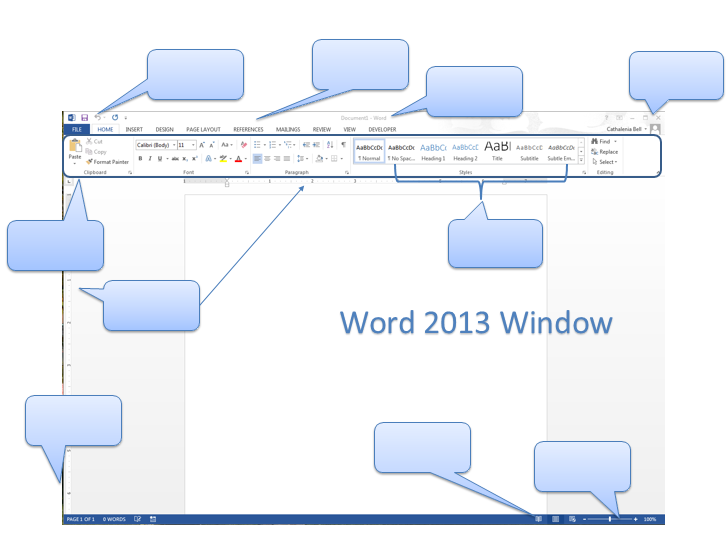 Document1 - Word
FILE HOME INSERT DESIGN PAGE LAYOUT REFERENCES MAILINGS REVIEW VIEW DEVELOPER Cathalenia Bell
Paste
Cut
Copy
Format Painter
Clipboard
Calibri (Body) 11
Font
Paragraph
AaBbCcDc AaBbCcDc AaBbCc AaBbCcC AaBl AaBbCcC AaBbCcDc
¶ Normal ¶ No Spac... Heading 1 Heading 2 Title Subtitle Subtle Em...
Styles
Find
Replace
Select
Editing
Word 2013 Window
PAGE 1 OF 1 0 WORDS 100%